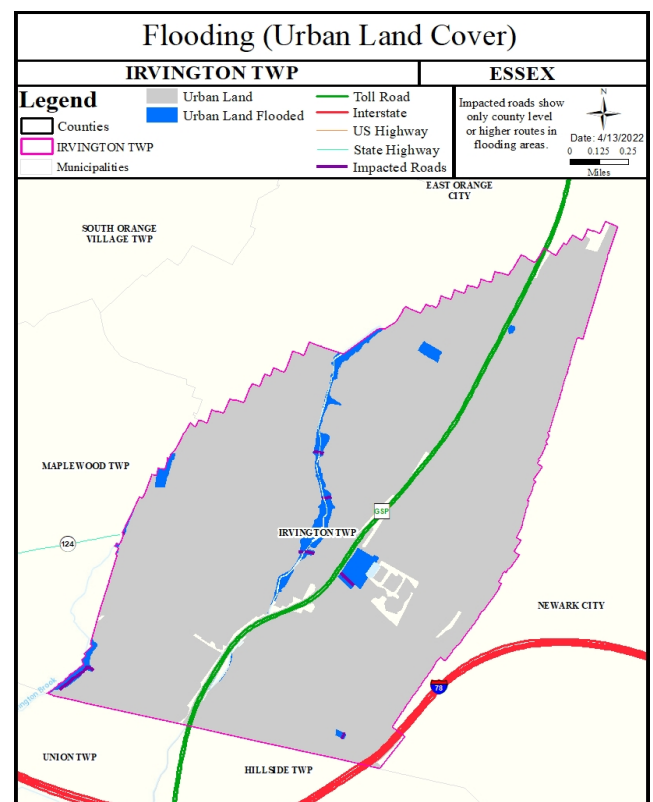 Flooding (Urban Land Cover)
IRVINGTON TWP
ESSEX
Legend
Counties
IRVINGTON TWP
Municipalities
Urban Land
Urban Land Flooded
Toll Road
Interstate
US Highway
State Highway
Impacted Roads
Impacted roads show
only county level
or higher routes in
flooding areas.
N
Date: 4/13/2022
0 0.125 0.25
Miles
EAST ORANGE
CITY
SOUTH ORANGE
VILLAGE TWP
MAPLEWOOD TWP
GSP
IRVINGTON TWP
124
NEWARK CITY
78
ngton Brook
UNION TWP
HILLSIDE TWP